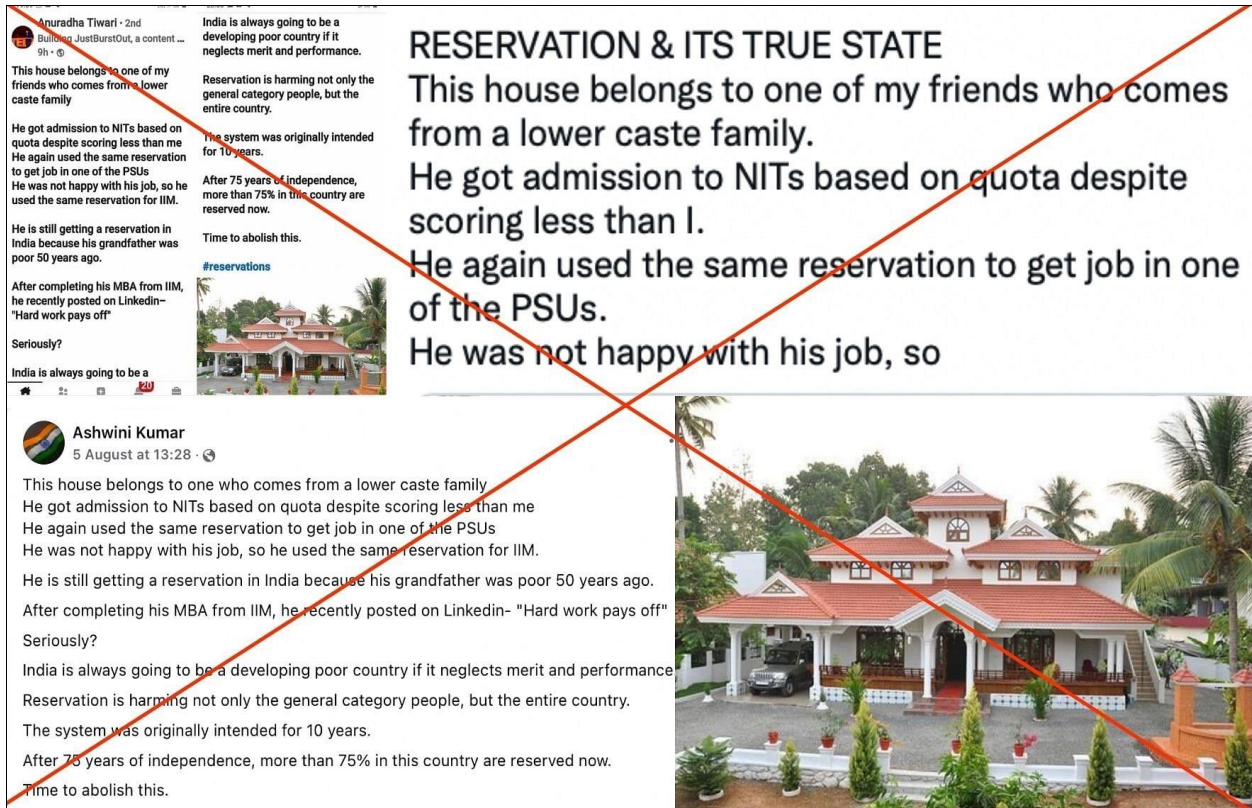 Anuradha Tiwari • 2nd
Building JustBurstOut, a content ...
9h •
This house belongs to one of my
friends who comes from a lower
caste family
He got admission to NITs based on
quota despite scoring less than me
He again used the same reservation
to get job in one of the PSUs
He was not happy with his job, so he
used the same reservation for IIM.
He is still getting a reservation in
India because his grandfather was
poor 50 years ago.
After completing his MBA from IIM,
he recently posted on Linkedin–
"Hard work pays off"
Seriously?
India is always going to be a
20
India is always going to be a
developing poor country if it
neglects merit and performance.
Reservation is harming not only the
general category people, but the
entire country.
The system was originally intended
for 10 years.
After 75 years of independence,
more than 75% in this country are
reserved now.
Time to abolish this.
#reservations
RESERVATION & ITS TRUE STATE
This house belongs to one of my friends who comes
from a lower caste family.
He got admission to NITs based on quota despite
scoring less than I.
He again used the same reservation to get job in one
of the PSUs.
He was not happy with his job, so
Ashwini Kumar
5 August at 13:28 ·
This house belongs to one who comes from a lower caste family
He got admission to NITs based on quota despite scoring less than me
He again used the same reservation to get job in one of the PSUs
He was not happy with his job, so he used the same reservation for IIM.
He is still getting a reservation in India because his grandfather was poor 50 years ago.
After completing his MBA from IIM, he recently posted on Linkedin- "Hard work pays off"
Seriously?
India is always going to be a developing poor country if it neglects merit and performance
Reservation is harming not only the general category people, but the entire country.
The system was originally intended for 10 years.
After 75 years of independence, more than 75% in this country are reserved now.
Time to abolish this.